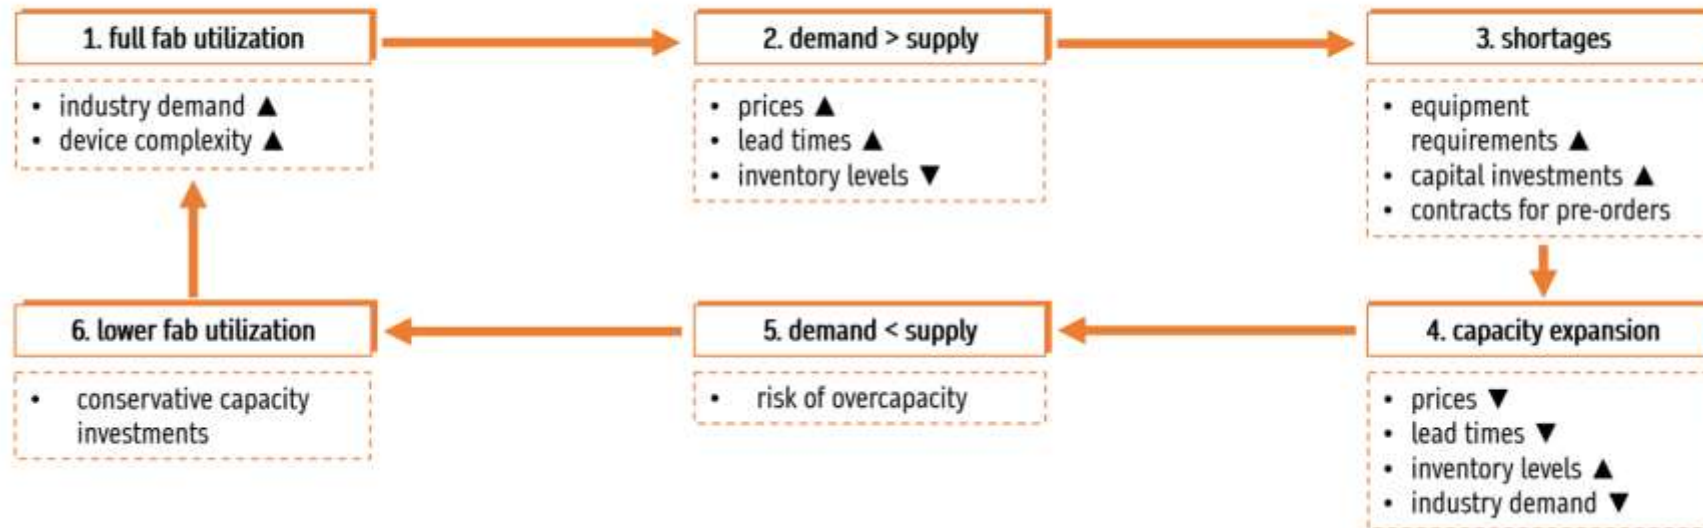 1. full fab utilization
• industry demand ▲
• device complexity ▲
2. demand > supply
• prices ▲
• lead times ▲
• inventory levels ▼
3. shortages
• equipment
requirements ▲
• capital investments ▲
• contracts for pre-orders
4. capacity expansion
• prices ▼
• lead times ▼
• inventory levels ▲
• industry demand ▼
5. demand < supply
• risk of overcapacity
6. lower fab utilization
• conservative capacity
investments